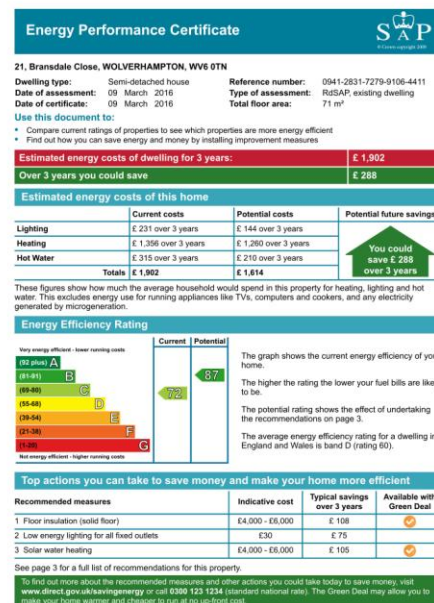 Energy Performance Certificate
SAP
21, Bransdale Close, WOLVERHAMPTON, WV6 0TN
Dwelling type: Semi-detached house Reference number: 0941-2831-7279-9106-4411
Date of assessment: 09 March 2016 Type of assessment: RdSAP, existing dwelling
Date of certificate: 09 March 2016 Total floor area: 71 m²
Use this document to:
• Compare current ratings of properties to see which properties are more energy efficient
• Find out how you can save energy and money by installing improvement measures
Estimated energy costs of dwelling for 3 years: £ 1,902
Over 3 years you could save £ 288
Estimated energy costs of this home
Current costs Potential costs Potential future savings
Lighting £ 231 over 3 years £ 144 over 3 years
Heating £ 1,356 over 3 years £ 1,260 over 3 years
Hot Water £ 315 over 3 years £ 210 over 3 years
Totals £ 1,902 £ 1,614
You could
save £ 288
over 3 years
These figures show how much the average household would spend in this property for heating, lighting and hot
water. This excludes energy use for running appliances like TVs, computers and cookers, and any electricity
generated by microgeneration.
Energy Efficiency Rating
Current Potential
Very energy efficient - lower running costs
(92 plus) A
(81-91) B
(69-80) C
(55-68) D
(39-54) E
(21-38) F
(1-20) G
Not energy efficient - higher running costs
72
87
The graph shows the current energy efficiency of
home.
The higher the rating the lower your fuel bills are
to be.
The potential rating shows the effect of undertaking
the recommendations on page 3.
The average energy efficiency rating for a dwelling
England and Wales is band D (rating 60).
Top actions you can take to save money and make your home more efficient
Recommended measures Indicative cost Typical savings over 3 years Available with Green Deal
1 Floor insulation (solid floor) £4,000 - £6,000 £ 108
2 Low energy lighting for all fixed outlets £30 £ 75
3 Solar water heating £4,000 - £6,000 £ 105
See page 3 for a full list of recommendations for this property.
To find out more about the recommended measures and other actions you could take today to save money, visit
www.direct.gov.uk/savingenergy or call 0300 123 1234 (standard national rate). The Green Deal may allow you to
make your home warmer and cheaper to run at no up-front cost.